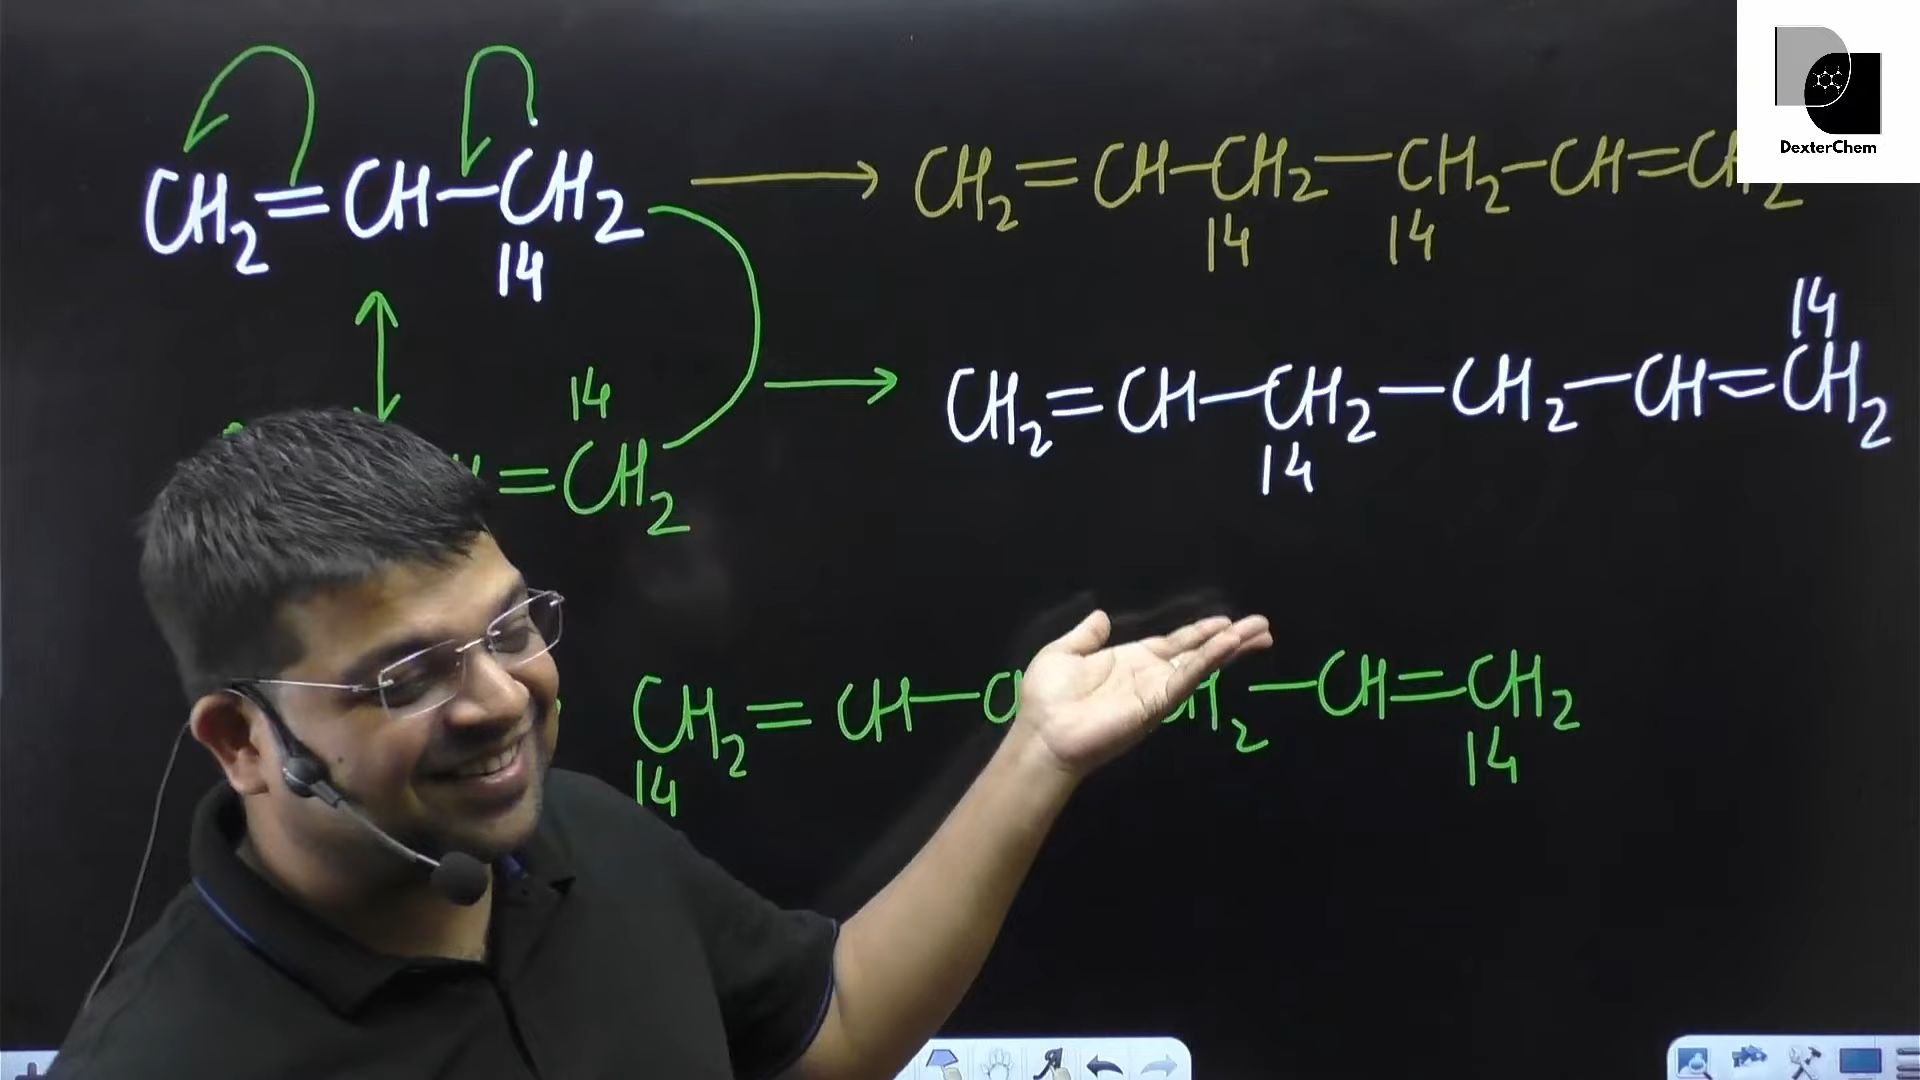 DexterChem
CH2=CH-CH2 → CH2=CH-CH2-CH2-CH=CH2
14 14 14
14
14
CH2=CH-CH2-CH2-CH=CH2
=CH2
14
CH2=CH- H2-CH=CH2
14 14